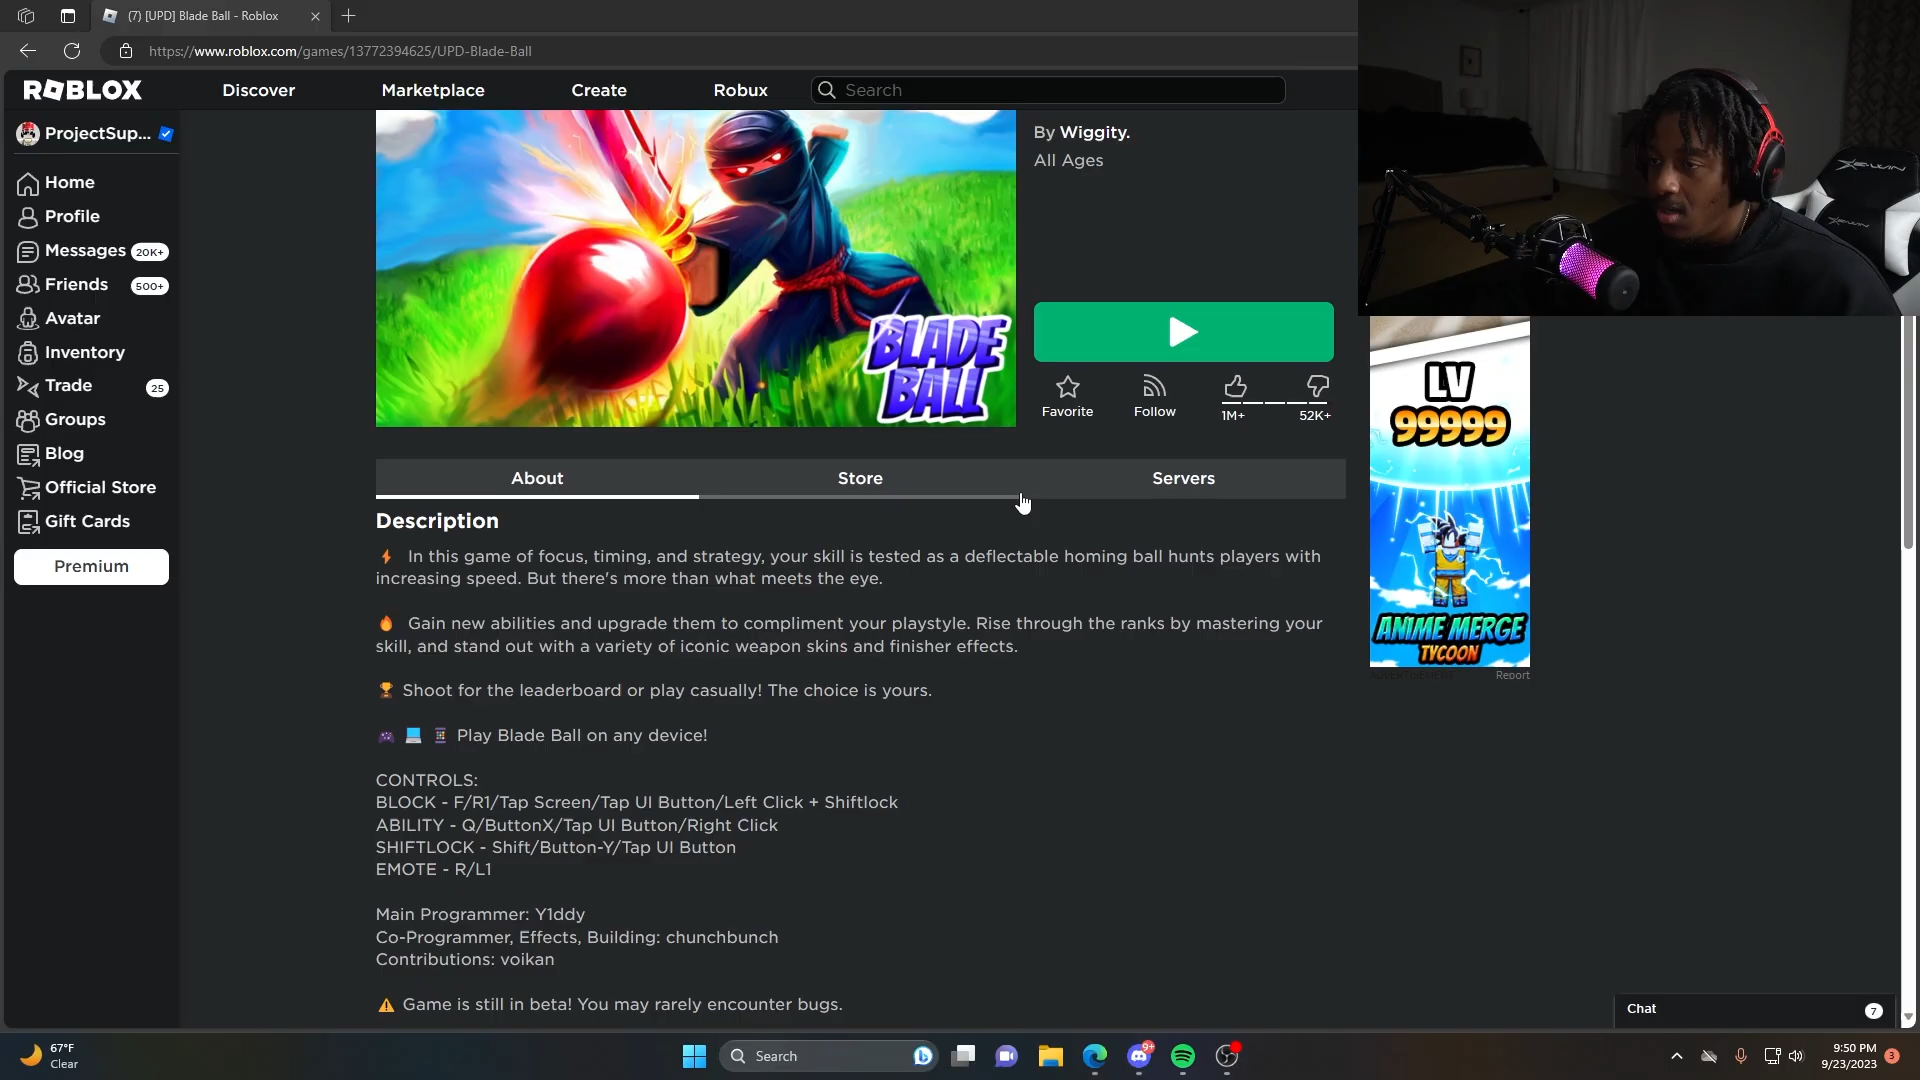 (7) [UPD] Blade Ball - Roblox
https://www.roblox.com/games/13772394625/UPD-Blade-Ball
ROBLOX
Discover
Marketplace
Create
Robux
Search
ProjectSup...
Home
Profile
Messages 20K+
Friends 500+
Avatar
Inventory
Trade 25
Groups
Blog
Official Store
Gift Cards
Premium
BLADE
BALL
By Wiggity.
All Ages
Favorite
Follow
1M+
52K+
About
Store
Servers
Description
In this game of focus, timing, and strategy, your skill is tested as a deflectable homing ball hunts players with
increasing speed. But there's more than what meets the eye.
Gain new abilities and upgrade them to compliment your playstyle. Rise through the ranks by mastering your
skill, and stand out with a variety of iconic weapon skins and finisher effects.
Shoot for the leaderboard or play casually! The choice is yours.
Play Blade Ball on any device!
CONTROLS:
BLOCK - F/R1/Tap Screen/Tap UI Button/Left Click + Shiftlock
ABILITY - Q/ButtonX/Tap UI Button/Right Click
SHIFTLOCK - Shift/Button-Y/Tap UI Button
EMOTE - R/L1
Main Programmer: Y1ddy
Co-Programmer, Effects, Building: chunchbunch
Contributions: voikan
Game is still in beta! You may rarely encounter bugs.
LV
99999
ANIME MERGE
TYCOON
ADVERTISEMENT
Report
Chat
7
67°F
Clear
Search
9+
9:50 PM
9/23/2023
3